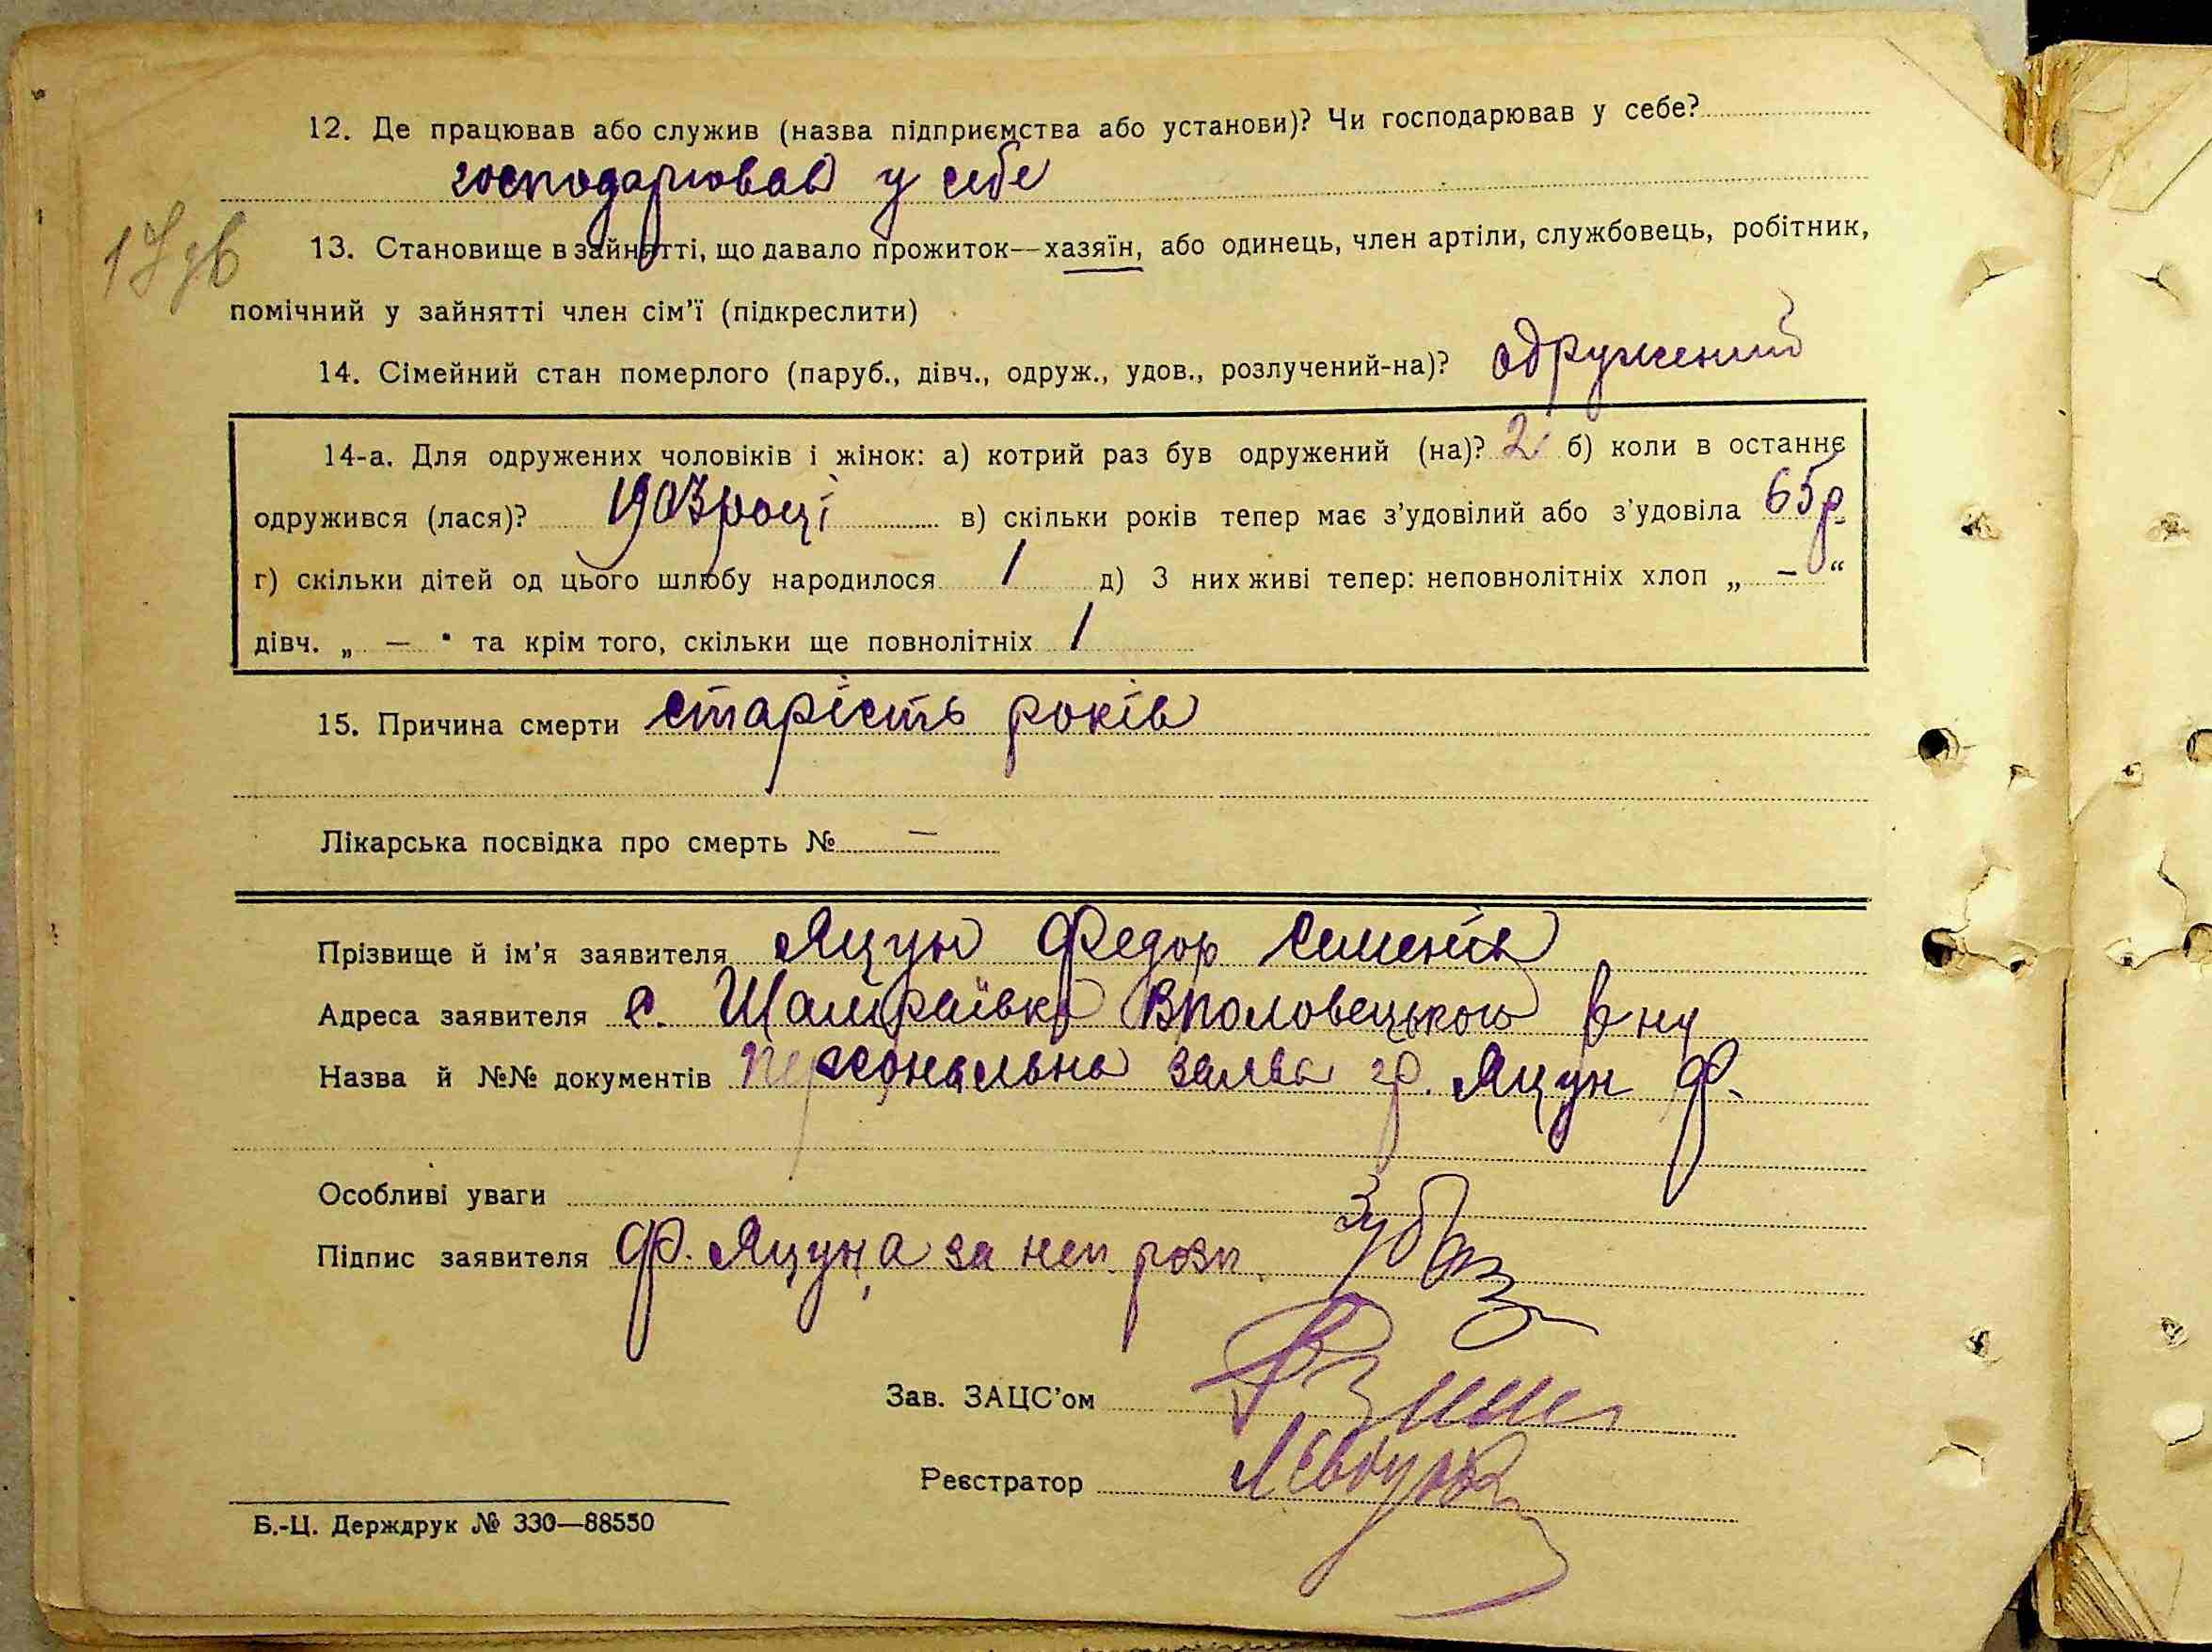 12. Де працював або служив (назва підприємства або установи)? Чи господарював у себе?
господарював у себе
13. Становище в зайнятті, що давало прожиток—хазяїн, або одинець, член артіли, службовець, робітник,
помічний у зайнятті член сім'ї (підкреслити)
14. Сімейний стан померлого (паруб., дівч., одруж., удов., розлучений-на)? одружений
14-а. Для одружених чоловіків і жінок: а) котрий раз був одружений (на)? 2 б) коли в останнє
одружився (лася)? 1903 році в) скільки років тепер має з'удовілий або з'удовіла 65 р.
г) скільки дітей од цього шлюбу народилося 1 д) З них живі тепер: неповнолітніх хлоп „ – “
дівч. „ — “ та крім того, скільки ще повнолітніх 1
15. Причина смерти старість років
Лікарська посвідка про смерть № —
Прізвище й ім'я заявителя Яцун Федор Семенів
Адреса заявителя с. Шамраївка Вполовецького р-ну
Назва й №№ документів персональна заява гр. Яцун Ф.
Особливі уваги
Підпис заявителя Ф. Яцуна за неп. розп.
Зав. ЗАЦС'ом
Реєстратор
Б.-Ц. Держдрук № 330—88550